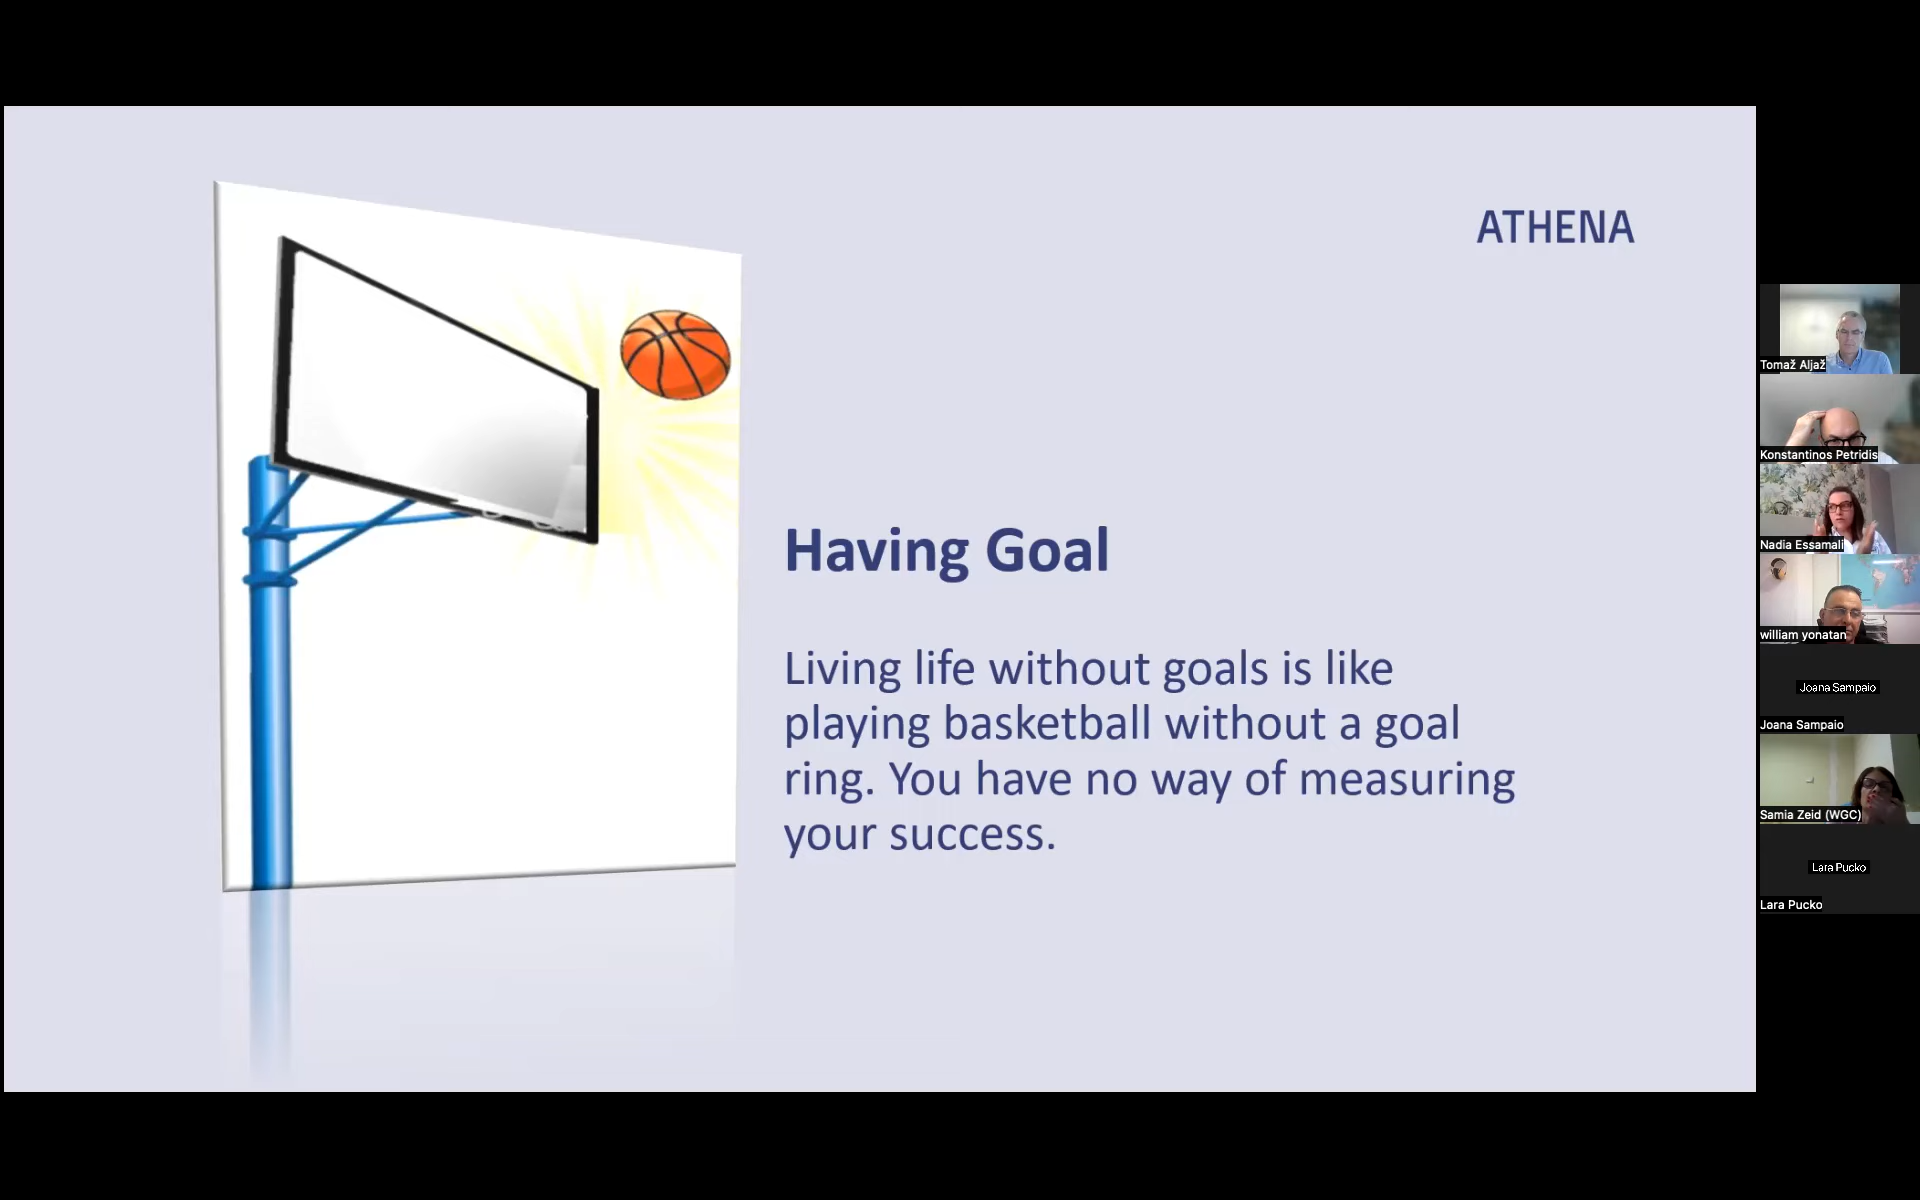 ATHENA
Having Goal
Living life without goals is like
playing basketball without a goal
ring. You have no way of measuring
your success.
Tomaž Aljaž
Konstantinos Petridis
Nadia Essamali
william yonatan
Joana Sampaio
Joana Sampaio
Samia Zeid (WGC)
Lara Pucko
Lara Pucko